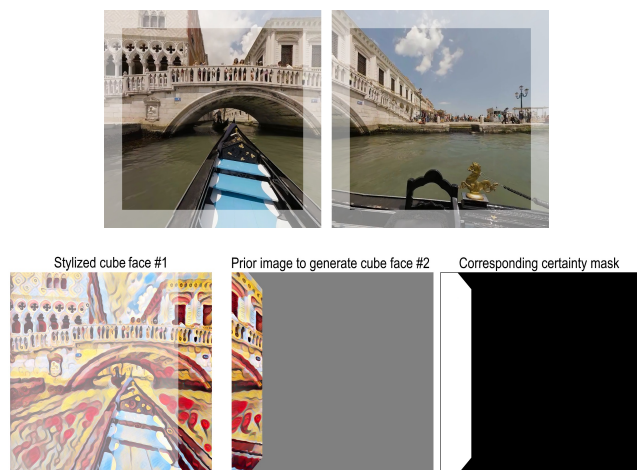 Stylized cube face #1
Prior image to generate cube face #2
Corresponding certainty mask